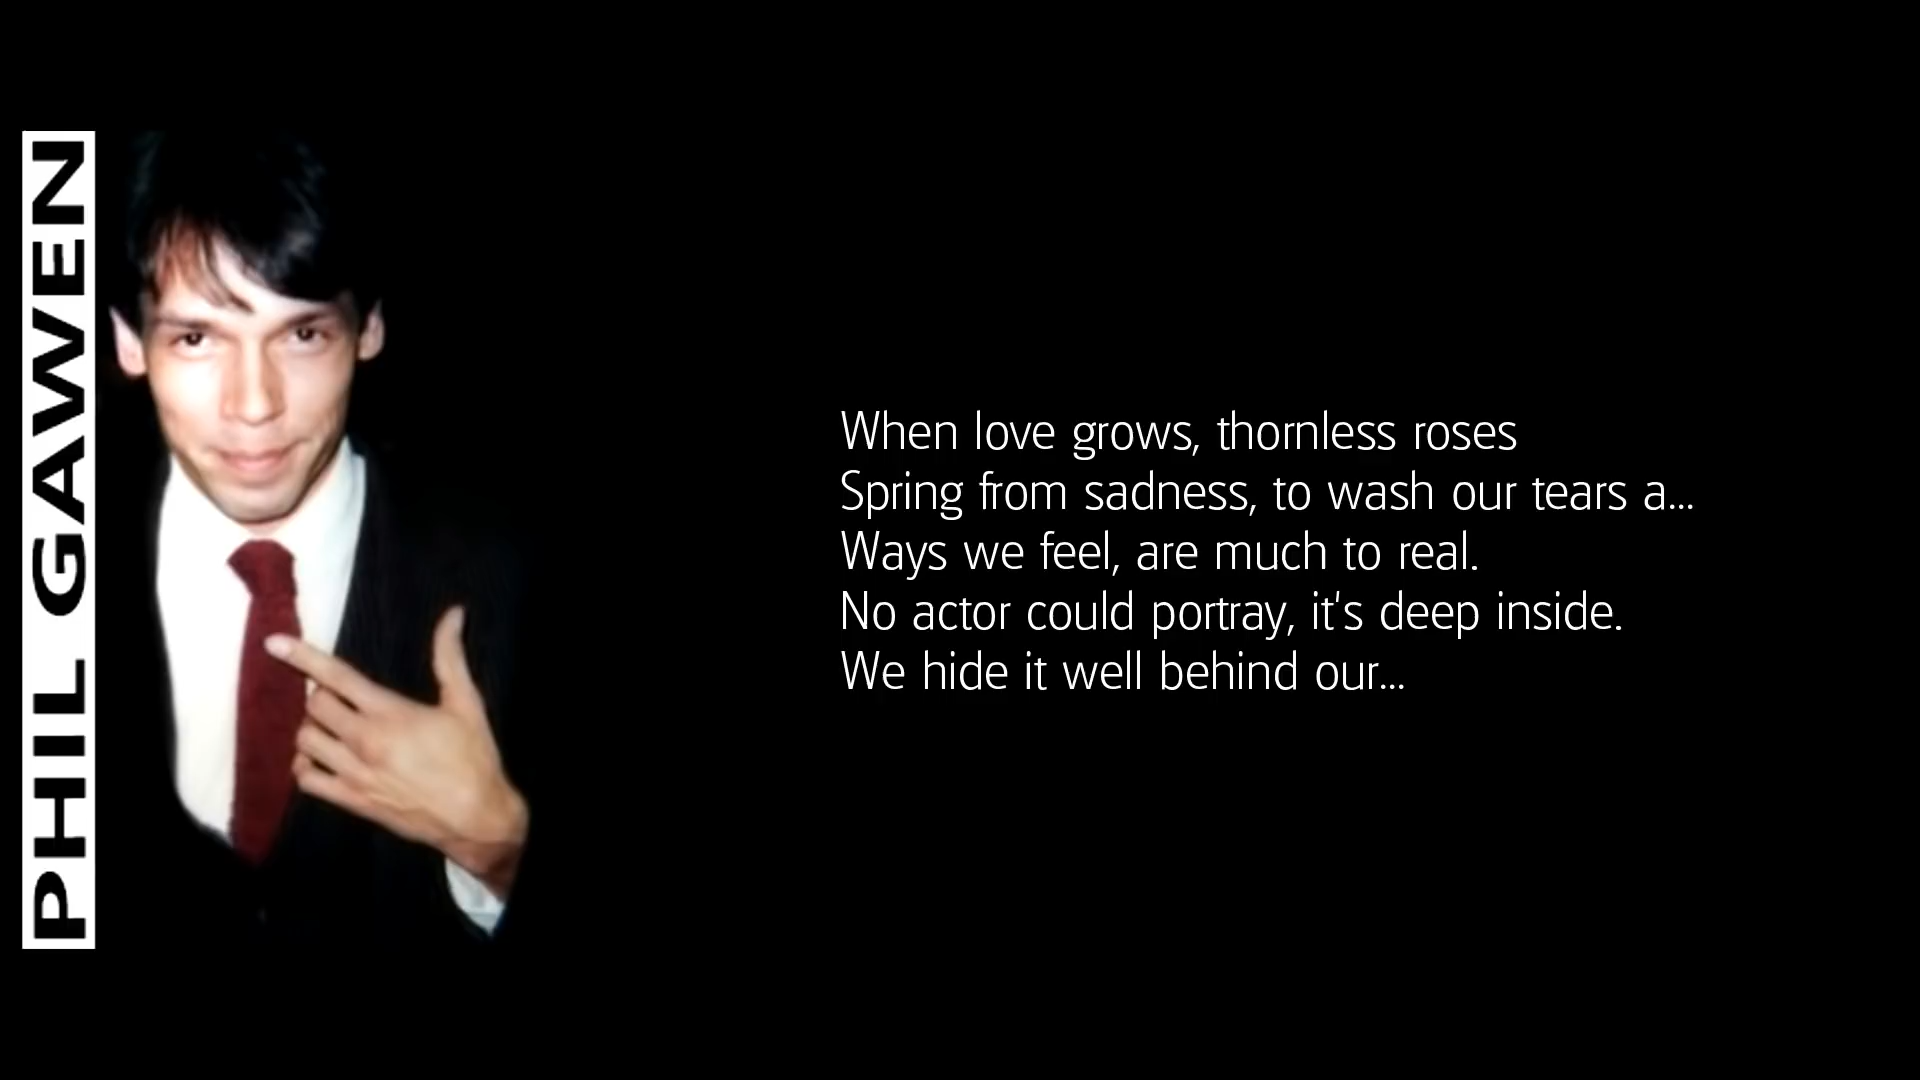 PHIL GAWEN
When love grows, thornless roses
Spring from sadness, to wash our tears a...
Ways we feel, are much to real.
No actor could portray, it's deep inside.
We hide it well behind our...